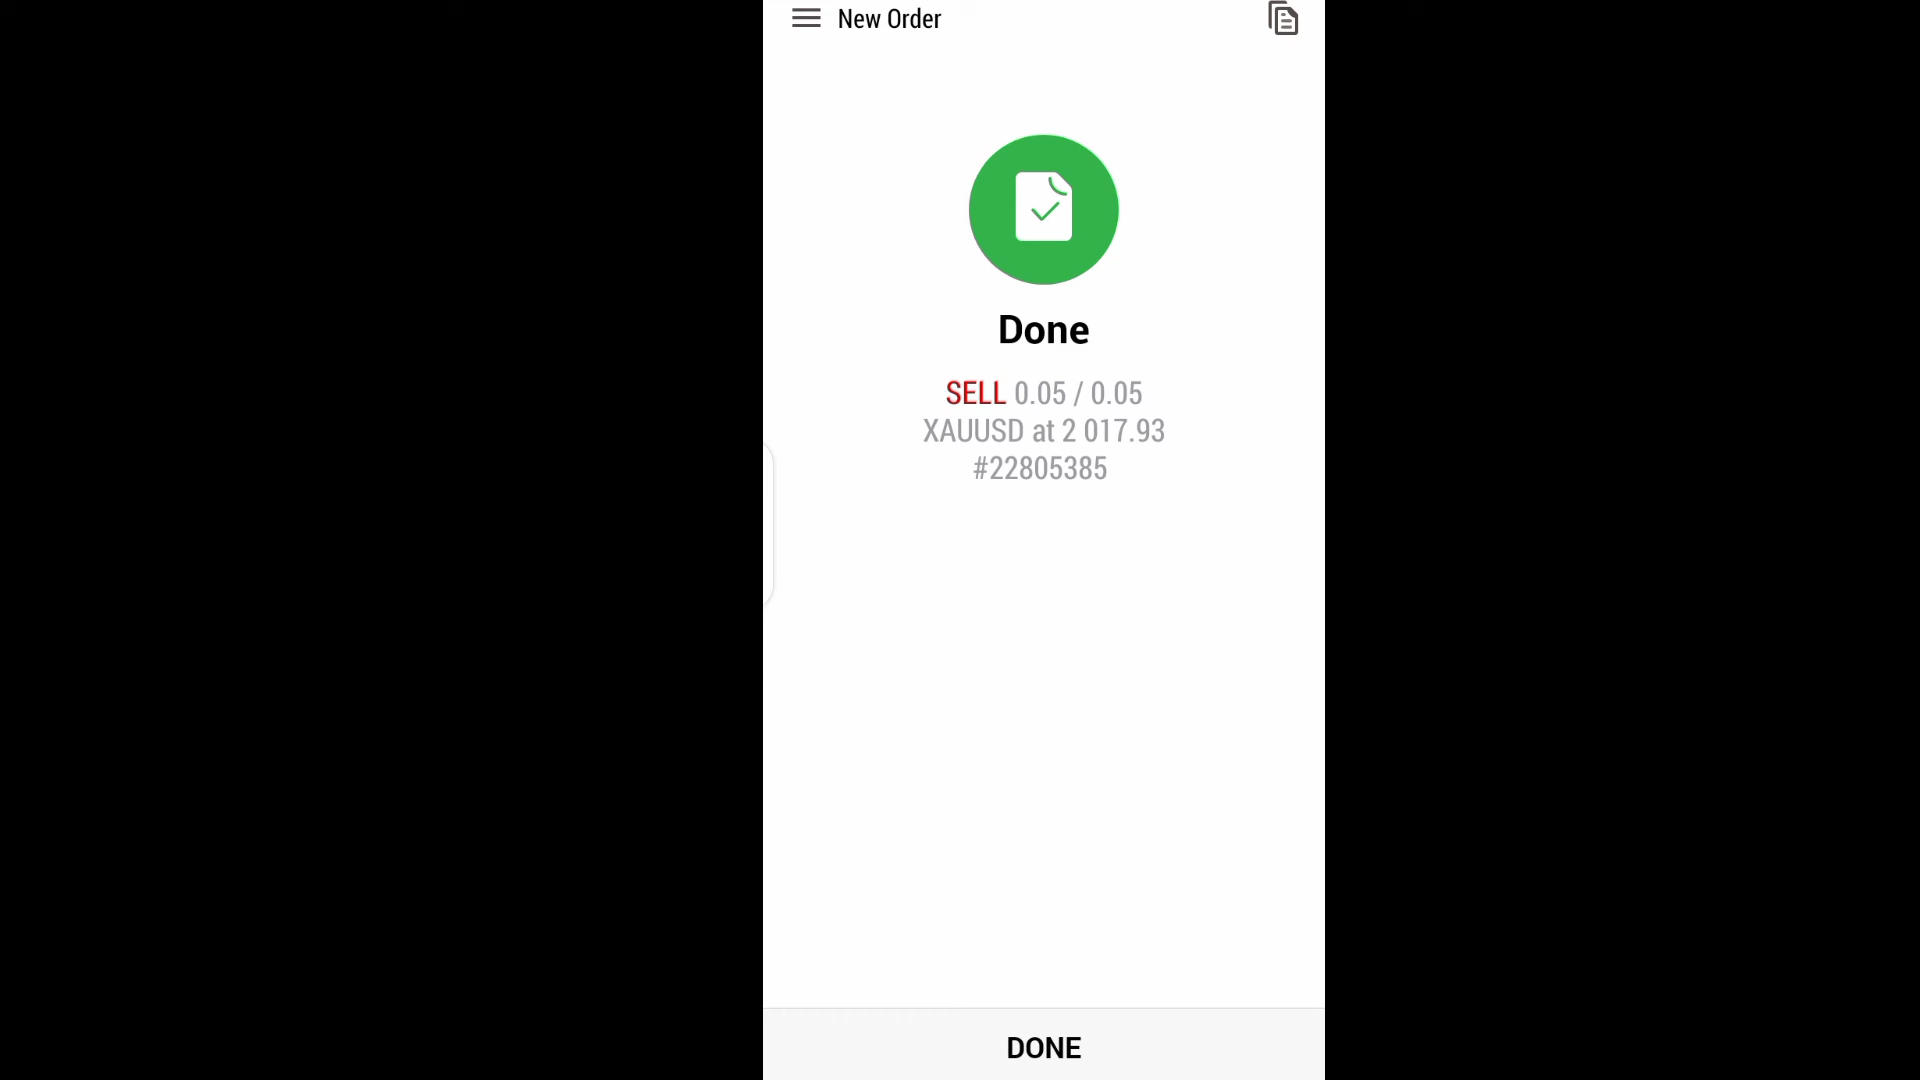 New Order
Done
SELL 0.05 / 0.05
XAUUSD at 2 017.93
#22805385
DONE